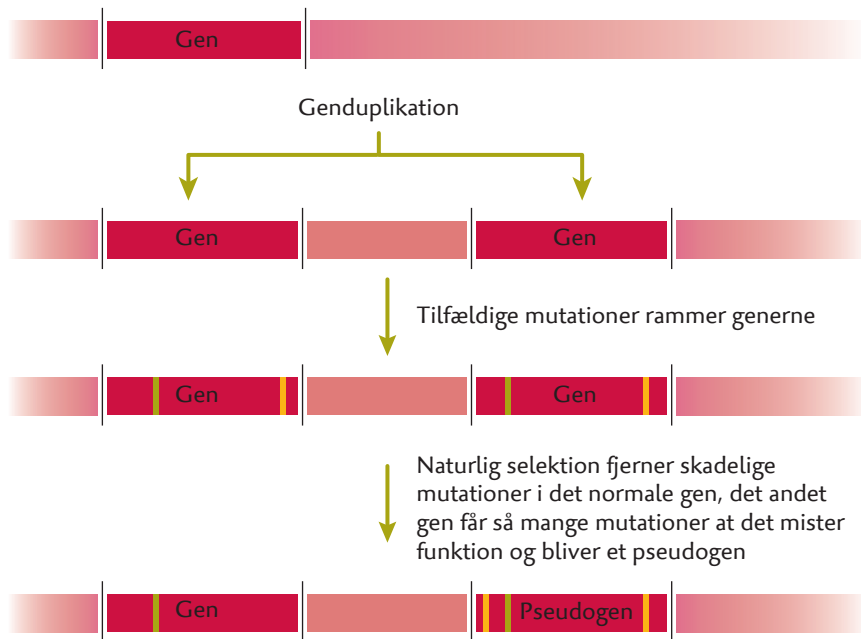 Gen
Genduplikation
Gen
Gen
Tilfældige mutationer rammer generne
Gen
Gen
Naturlig selektion fjerner skadelige
mutationer i det normale gen, det andet
gen får så mange mutationer at det mister
funktion og bliver et pseudogen
Gen
Pseudogen